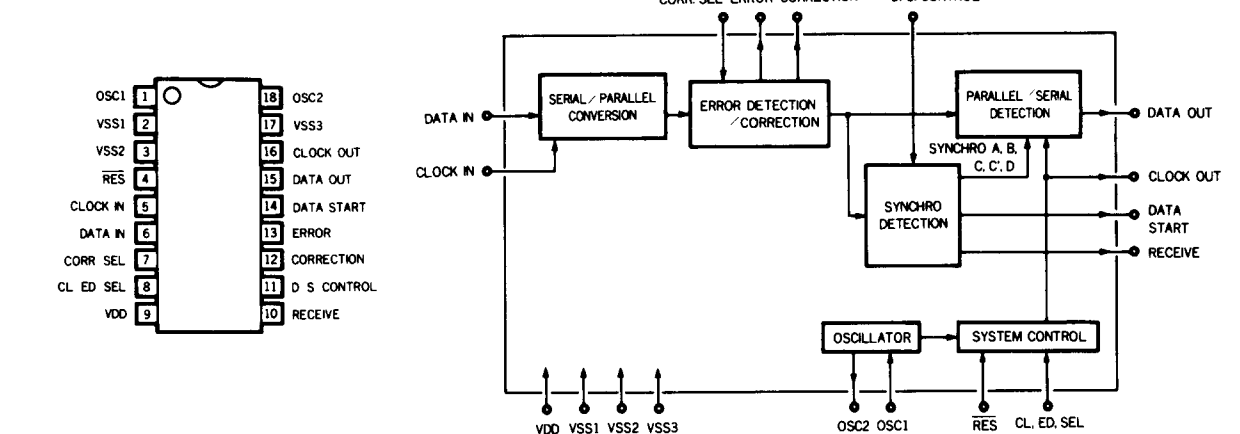 CORR. SEL ERROR CORRECTION
OSC1 1
18 OSC2
VSS1 2
17 VSS3
VSS2 3
16 CLOCK OUT
RES 4
15 DATA OUT
CLOCK IN 5
14 DATA START
DATA IN 6
13 ERROR
CORR SEL 7
12 CORRECTION
CL ED SEL 8
11 D S CONTROL
VDD 9
10 RECEIVE
DATA IN
CLOCK IN
SERIAL/PARALLEL
CONVERSION
ERROR DETECTION
/CORRECTION
PARALLEL/SERIAL
DETECTION
SYNCHRO A, B,
C, C', D
SYNCHRO
DETECTION
DATA OUT
CLOCK OUT
DATA
START
RECEIVE
OSCILLATOR
SYSTEM CONTROL
VDD VSS1 VSS2 VSS3
OSC2 OSC1
RES
CL, ED, SEL